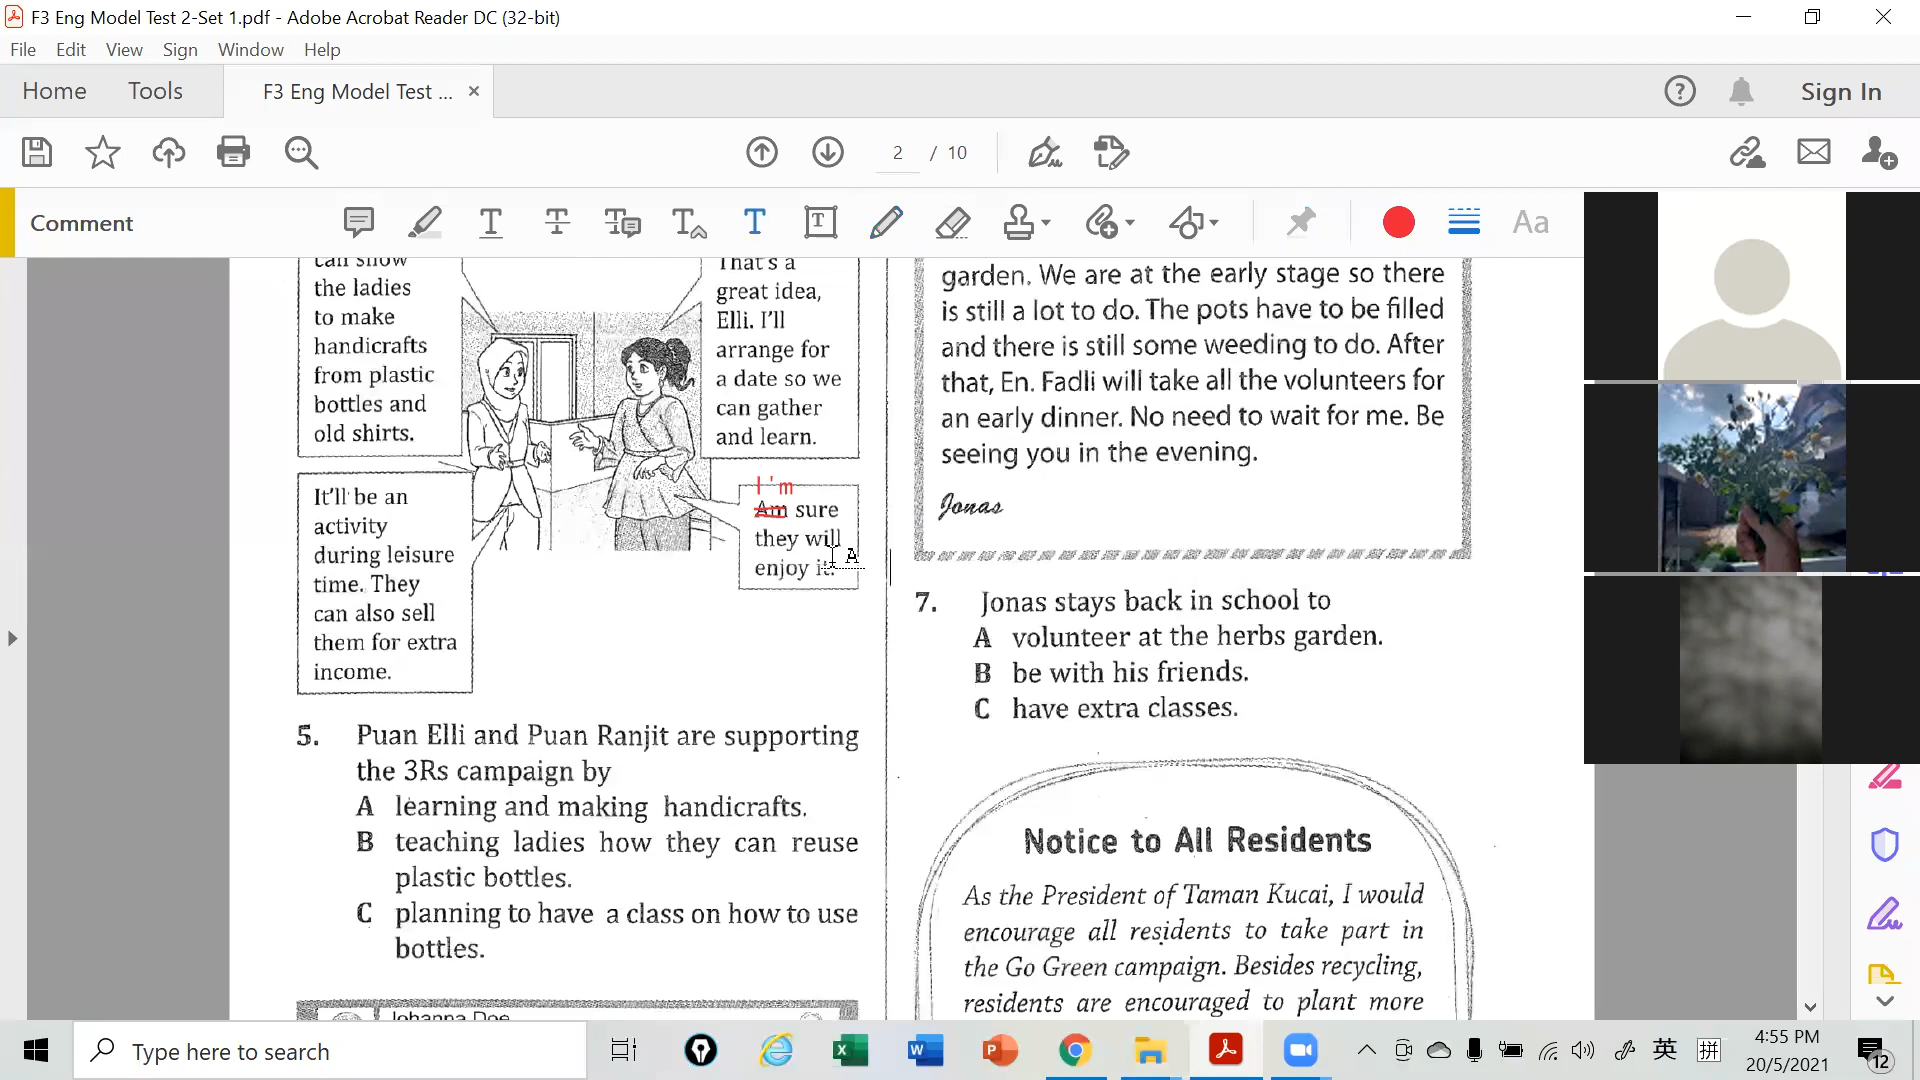 F3 Eng Model Test 2-Set 1.pdf - Adobe Acrobat Reader DC (32-bit)
File Edit View Sign Window Help
Home Tools F3 Eng Model Test ... × Sign In
2 / 10
Comment
Aa
can show
the ladies
to make
handicrafts
from plastic
bottles and
old shirts.
That's a
great idea,
Elli. I'll
arrange for
a date so we
can gather
and learn.
It'll be an
activity
during leisure
time. They
can also sell
them for extra
income.
I'm
Am sure
they will
enjoy it.
5. Puan Elli and Puan Ranjit are supporting
the 3Rs campaign by
A learning and making handicrafts.
B teaching ladies how they can reuse
plastic bottles.
C planning to have a class on how to use
bottles.
Johanna Doe
garden. We are at the early stage so there
is still a lot to do. The pots have to be filled
and there is still some weeding to do. After
that, En. Fadli will take all the volunteers for
an early dinner. No need to wait for me. Be
seeing you in the evening.
Jonas
7. Jonas stays back in school to
A volunteer at the herbs garden.
B be with his friends.
C have extra classes.
Notice to All Residents
As the President of Taman Kucai, I would
encourage all residents to take part in
the Go Green campaign. Besides recycling,
residents are encouraged to plant more
Type here to search
英 拼
4:55 PM
20/5/2021
12